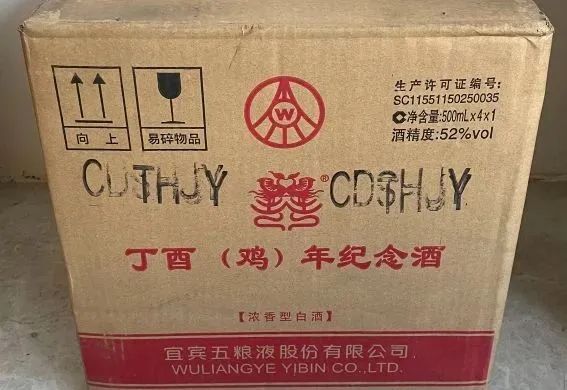 生产许可证编号:
SC11551150250035
净含量:500mL×4×1
酒精度:52%vol
向上
易碎物品
W
CDTHJY
®
CDSHJY
丁酉（鸡）年纪念酒
【浓香型白酒】
宜宾五粮液股份有限公司
WULIANGYE YIBIN CO.,LTD.